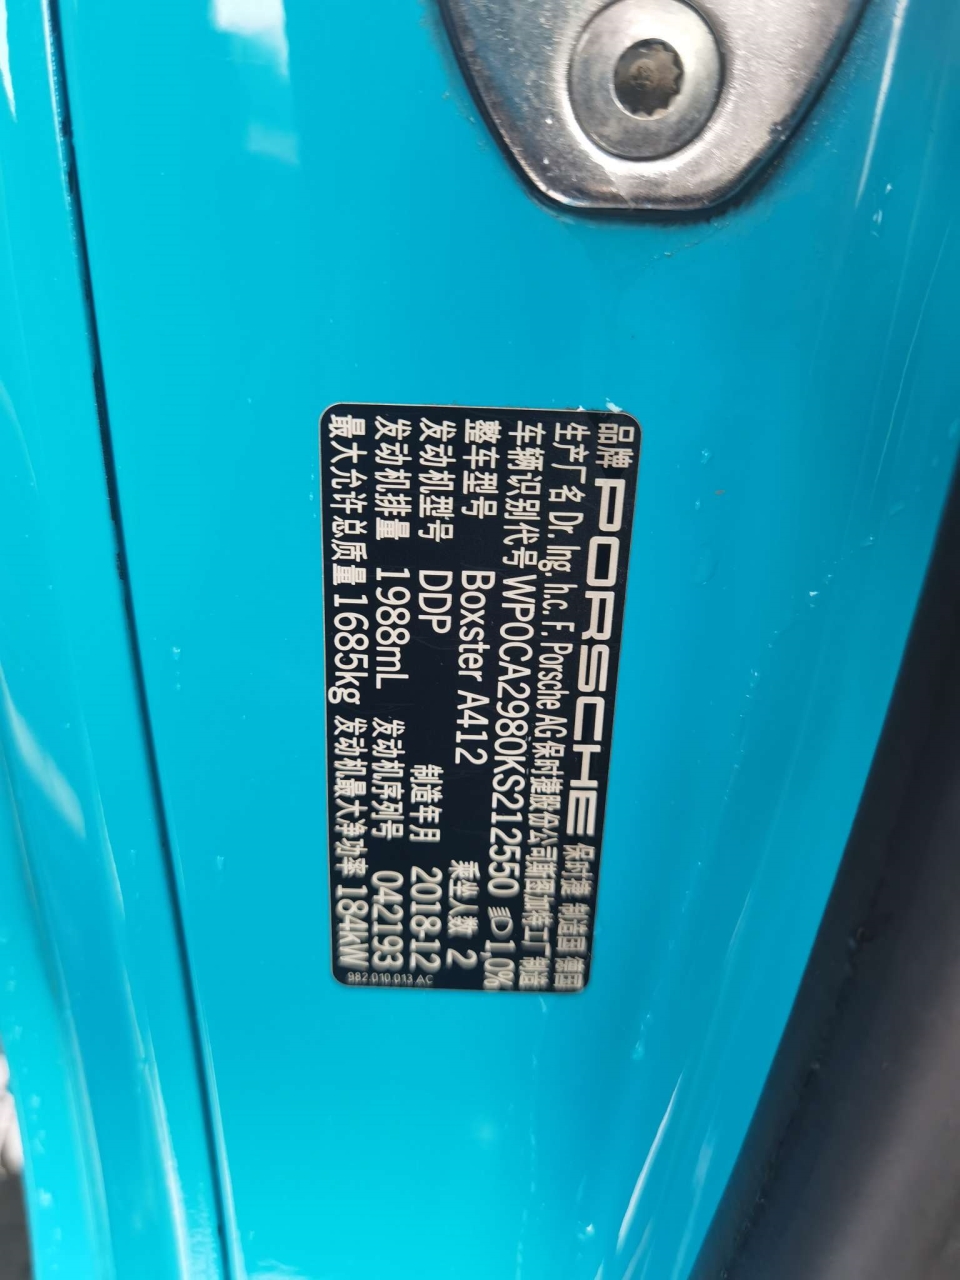 品牌 PORSCHE 保时捷 制造国 德国
生产厂名 Dr. Ing. h.c. F. Porsche AG 保时捷股份公司斯图加特工厂 制造
车辆识别代号 WP0CA2980KS212550 1,0%
整车型号 Boxster A412 乘坐人数 2
发动机型号 DDP 制造年月 2018-12
发动机排量 1988mL 发动机序列号 042193
最大允许总质量 1685kg 发动机最大净功率 184kW
982.010.013.AC